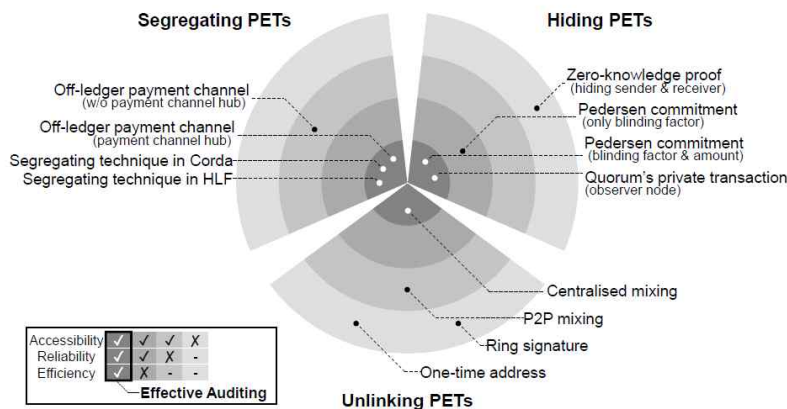 Segregating PETs
Hiding PETs
Off-ledger payment channel
(w/o payment channel hub)
Off-ledger payment channel
(payment channel hub)
Segregating technique in Corda
Segregating technique in HLF
Zero-knowledge proof
(hiding sender & receiver)
Pedersen commitment
(only blinding factor)
Pedersen commitment
(blinding factor & amount)
Quorum's private transaction
(observer node)
Centralised mixing
P2P mixing
Ring signature
One-time address
Unlinking PETs
Accessibility ✓ ✓ ✓ ✗
Reliability ✓ ✓ ✗ -
Efficiency ✓ ✗ - -
Effective Auditing